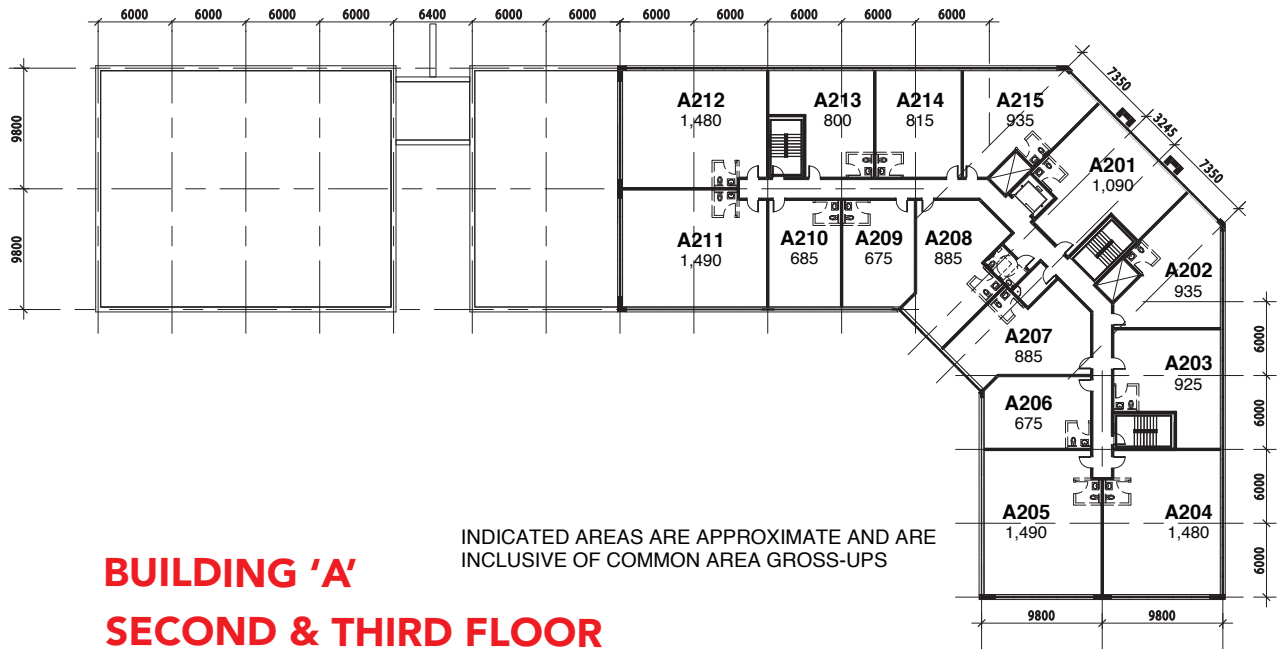 6000 6000 6000 6000 6400 6000 6000 6000 6000 6000 6000 6000
9800
9800
7350
3245
7350
A212
1,480
A213
800
A214
815
A215
935
A201
1,090
A211
1,490
A210
685
A209
675
A208
885
A202
935
A207
885
A203
925
A206
675
A205
1,490
A204
1,480
6000
6000
6000
6000
9800 9800
INDICATED AREAS ARE APPROXIMATE AND ARE
INCLUSIVE OF COMMON AREA GROSS-UPS
BUILDING 'A'
SECOND & THIRD FLOOR